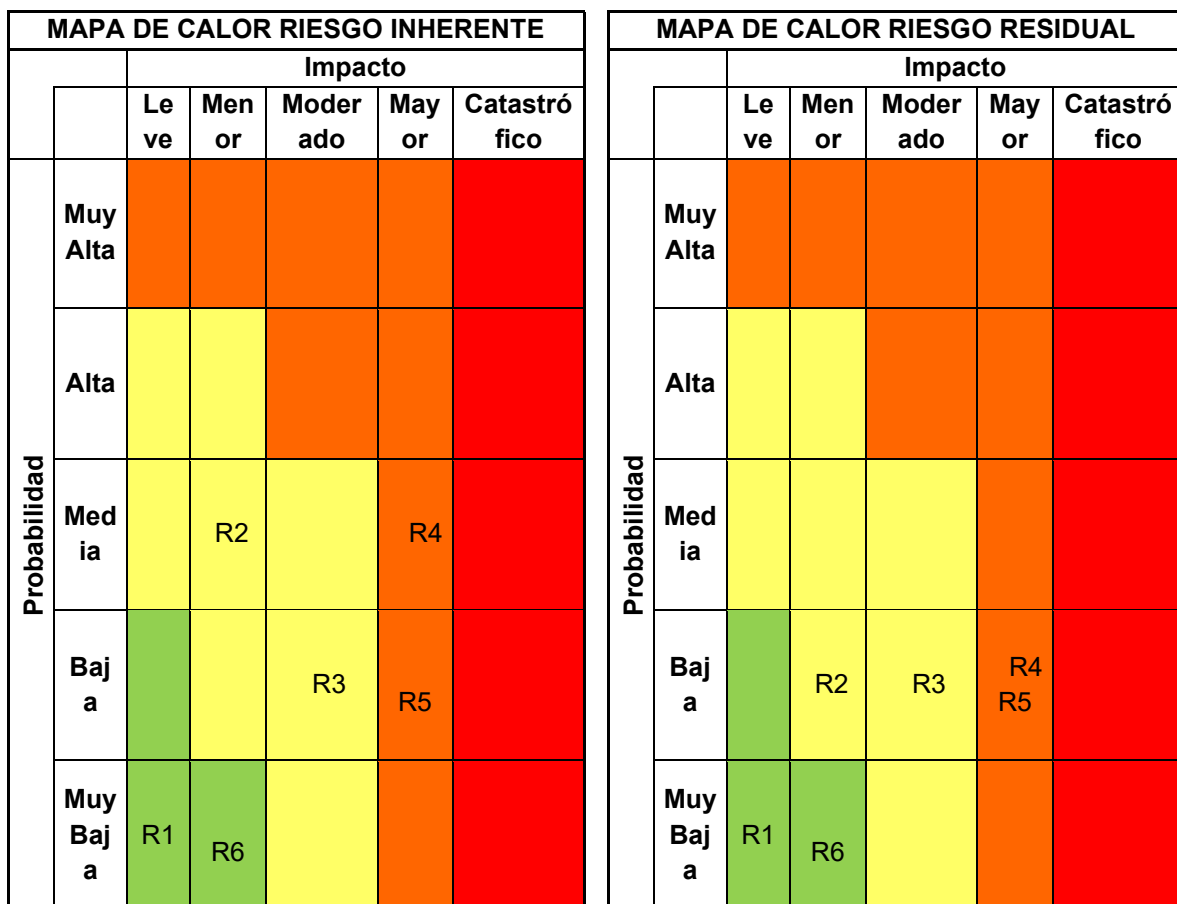 MAPA DE CALOR RIESGO INHERENTE
Impacto
Le
ve
Men
or
Moder
ado
May
or
Catastró
fico
Probabilidad
Muy
Alta
Alta
Med
ia
R2
R4
Baj
a
R3
R5
Muy
Baj
a
R1
R6
MAPA DE CALOR RIESGO RESIDUAL
Impacto
Le
ve
Men
or
Moder
ado
May
or
Catastró
fico
Probabilidad
Muy
Alta
Alta
Med
ia
Baj
a
R2
R3
R4
R5
Muy
Baj
a
R1
R6